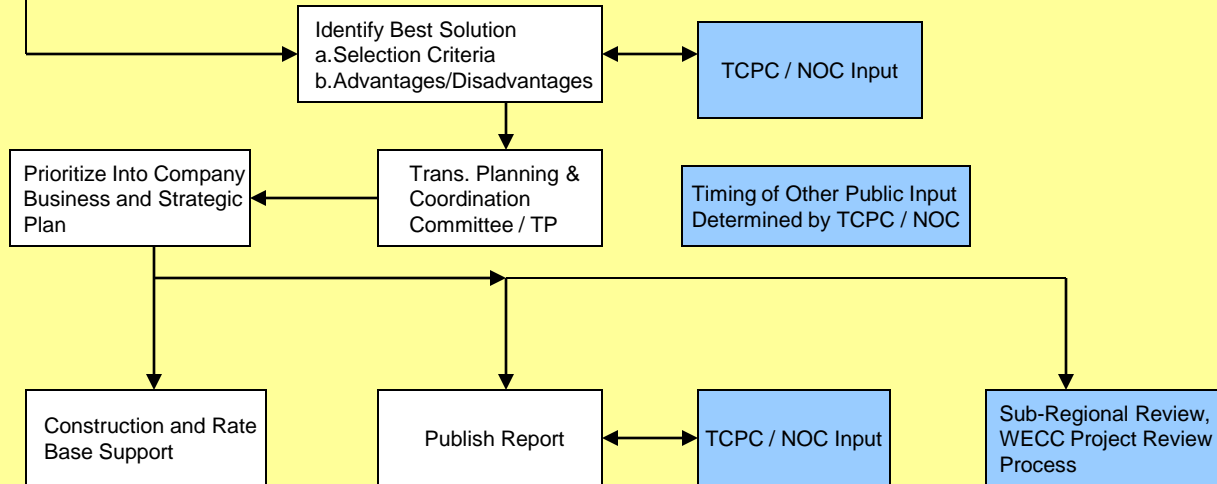 Identify Best Solution
a.Selection Criteria
b.Advantages/Disadvantages
TCPC / NOC Input
Prioritize Into Company
Business and Strategic
Plan
Trans. Planning &
Coordination
Committee / TP
Timing of Other Public Input
Determined by TCPC / NOC
Construction and Rate
Base Support
Publish Report
TCPC / NOC Input
Sub-Regional Review,
WECC Project Review
Process